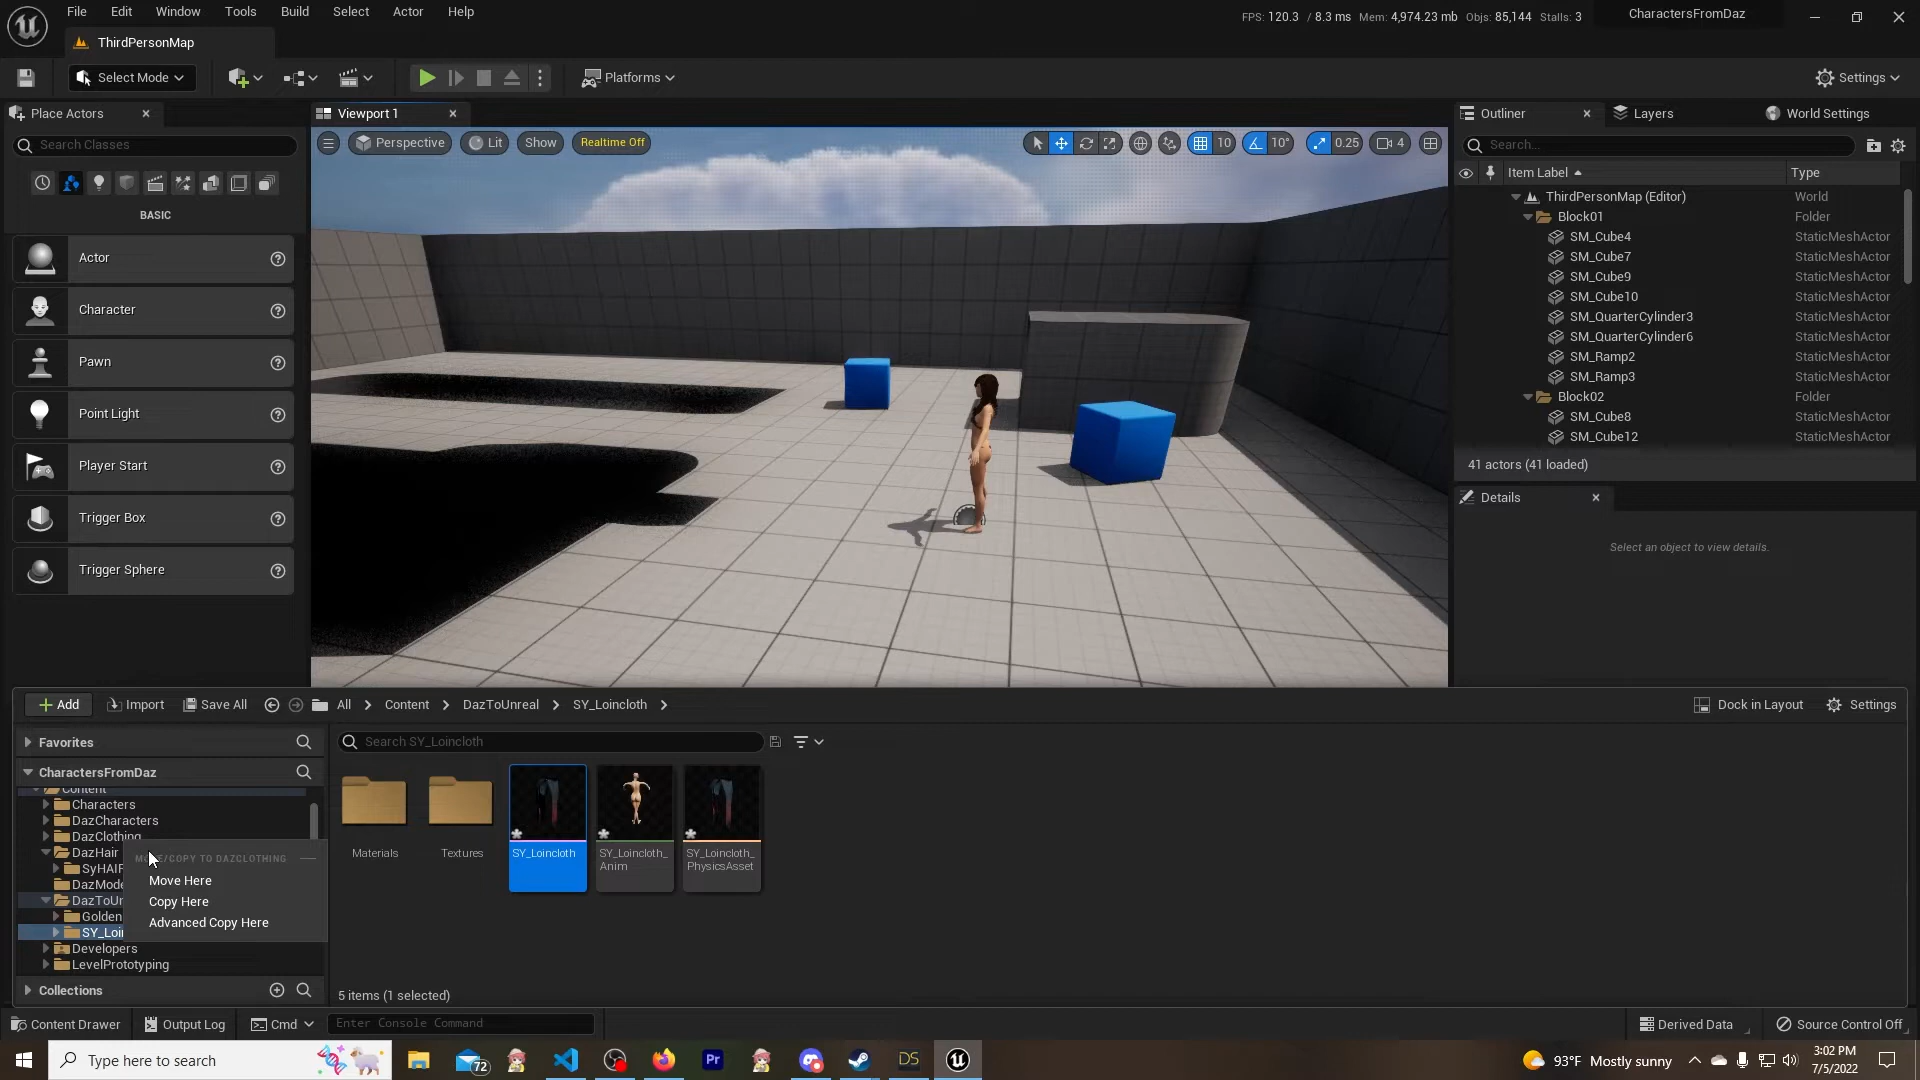 File Edit Window Tools Build Select Actor Help
FPS: 120.3 / 8.3 ms Mem: 4,974.23 mb Objs: 85,144 Stalls: 3
CharactersFromDaz
ThirdPersonMap
Select Mode
Platforms
Settings
Place Actors
Search Classes
BASIC
Actor
Character
Pawn
Point Light
Player Start
Trigger Box
Trigger Sphere
Viewport 1
Perspective Lit Show Realtime Off
10 10° 0.25 4
Outliner Layers World Settings
Search...
Item Label Type
ThirdPersonMap (Editor) World
Block01 Folder
SM_Cube4 StaticMeshActor
SM_Cube7 StaticMeshActor
SM_Cube9 StaticMeshActor
SM_Cube10 StaticMeshActor
SM_QuarterCylinder3 StaticMeshActor
SM_QuarterCylinder6 StaticMeshActor
SM_Ramp2 StaticMeshActor
SM_Ramp3 StaticMeshActor
Block02 Folder
SM_Cube8 StaticMeshActor
SM_Cube12 StaticMeshActor
41 actors (41 loaded)
Details
Select an object to view details.
Add Import Save All All Content DazToUnreal SY_Loincloth
Dock in Layout Settings
Favorites
CharactersFromDaz
Content
Characters
DazCharacters
DazClothing
DazHair
SyHAIR
DazMode
DazToUn
Golden
SY_Loin
Developers
LevelPrototyping
Collections
/COPY TO DAZCLOTHING
Move Here
Copy Here
Advanced Copy Here
Search SY_Loincloth
Materials
Textures
SY_Loincloth
SY_Loincloth_
Anim
SY_Loincloth_
PhysicsAsset
5 items (1 selected)
Content Drawer Output Log Cmd Enter Console Command
Derived Data Source Control Off
Type here to search
72
Pr
DS
93°F Mostly sunny
3:02 PM
7/5/2022